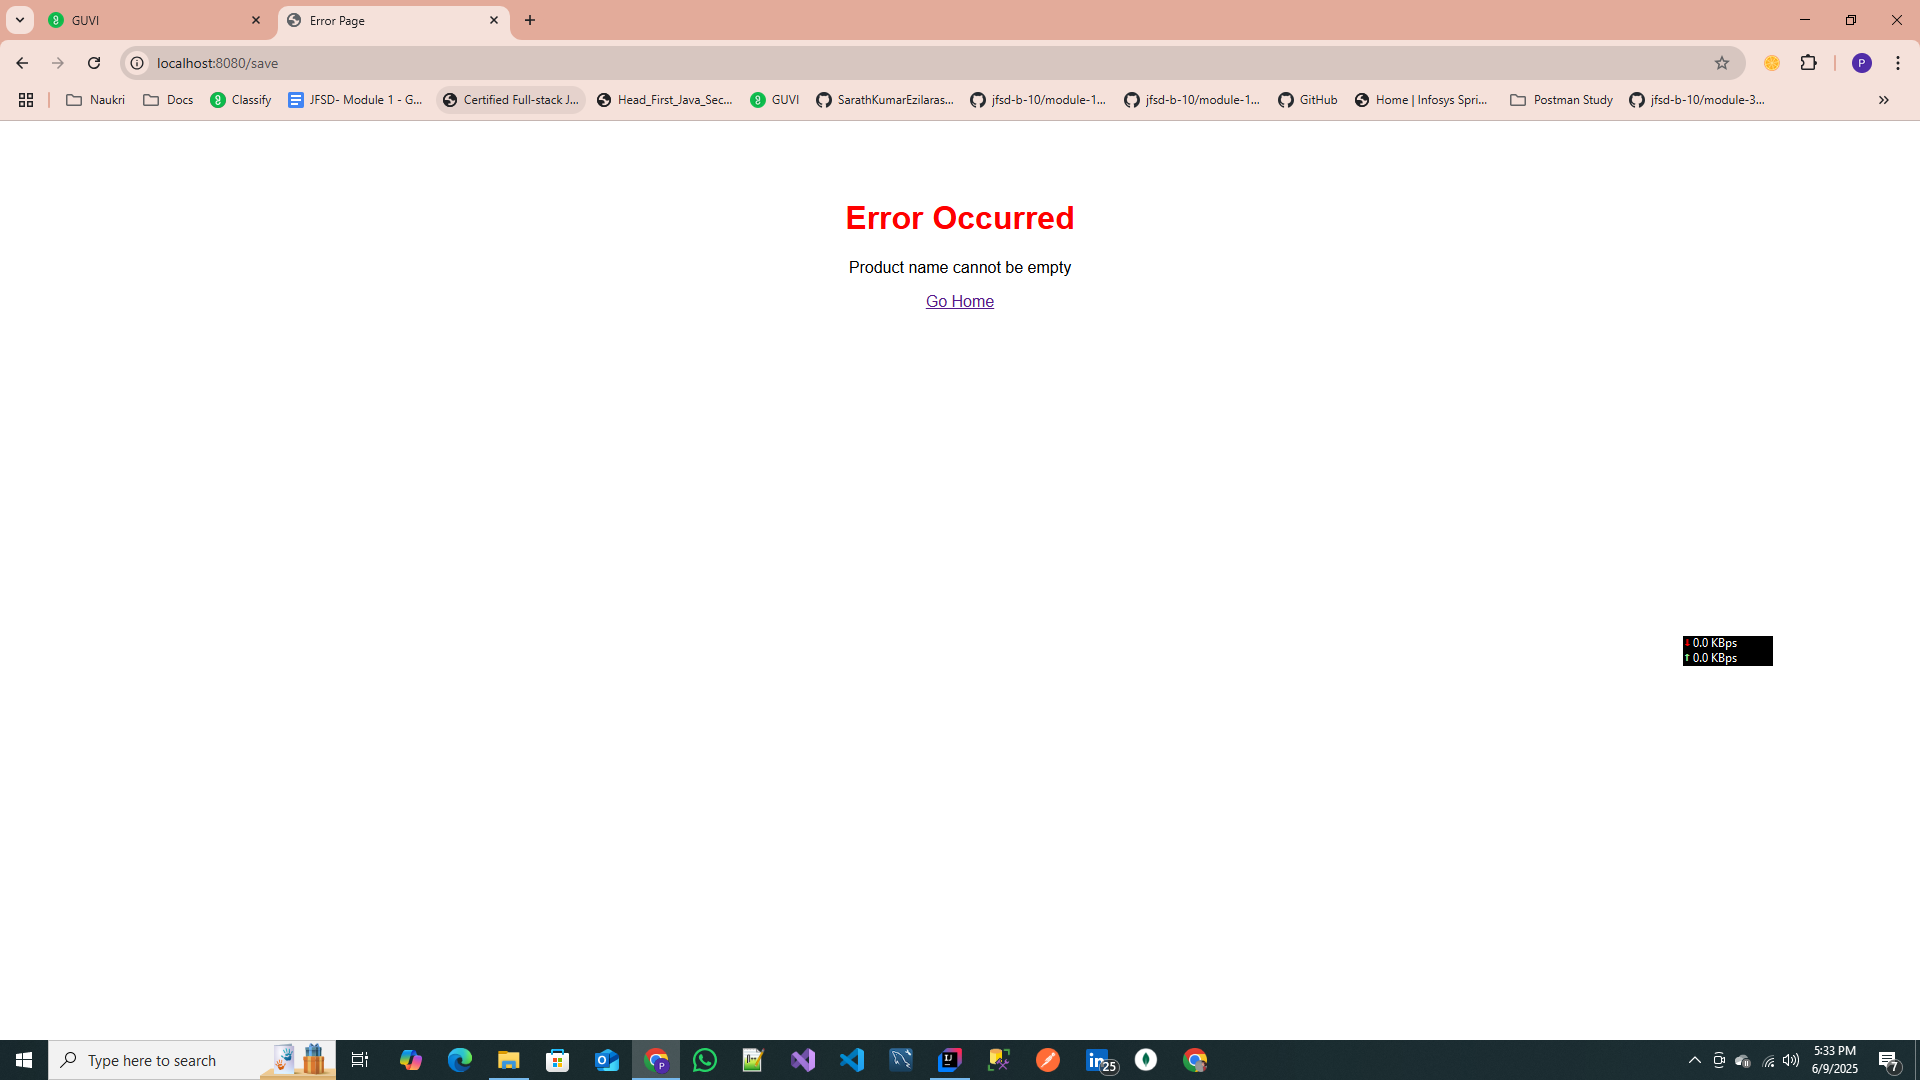 GUVI
Error Page
localhost:8080/save
Naukri
Docs
Classify
JFSD- Module 1 - G...
Certified Full-stack J...
Head_First_Java_Sec...
GUVI
SarathKumarEzilaras...
jfsd-b-10/module-1...
jfsd-b-10/module-1...
GitHub
Home | Infosys Spri...
Postman Study
jfsd-b-10/module-3...
P
Error Occurred
Product name cannot be empty
Go Home
0.0 KBps
0.0 KBps
Type here to search
25
5:33 PM
6/9/2025
7